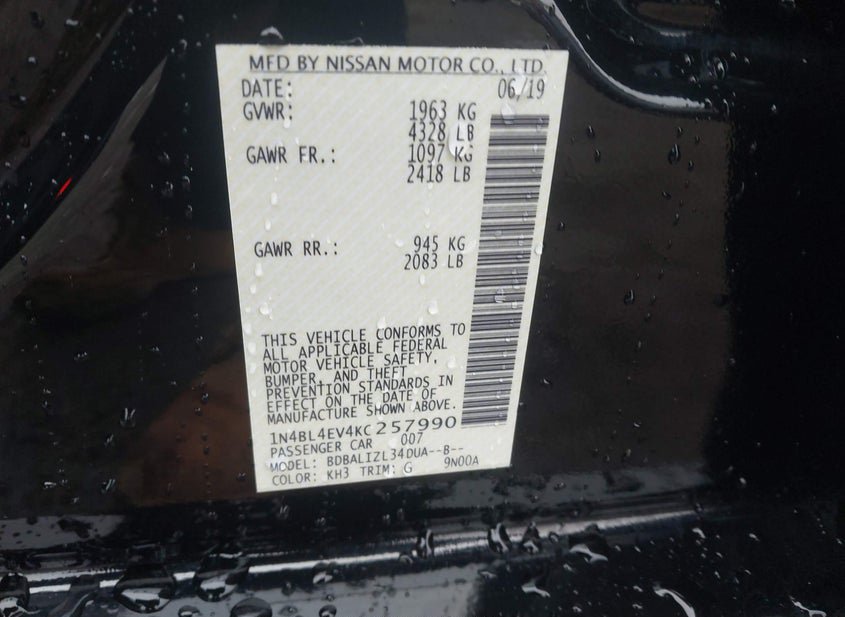 MFD BY NISSAN MOTOR CO., LTD.
DATE: 06/19
GVWR: 1963 KG
4328 LB
GAWR FR.: 1097 KG
2418 LB
GAWR RR.: 945 KG
2083 LB
THIS VEHICLE CONFORMS TO
ALL APPLICABLE FEDERAL
MOTOR VEHICLE SAFETY,
BUMPER, AND THEFT
PREVENTION STANDARDS IN
EFFECT ON THE DATE OF
MANUFACTURE SHOWN ABOVE.
1N4BL4EV4KC257990
PASSENGER CAR 007
MODEL: BDBALIZL34DUA--B--
COLOR: KH3 TRIM: G 9N00A